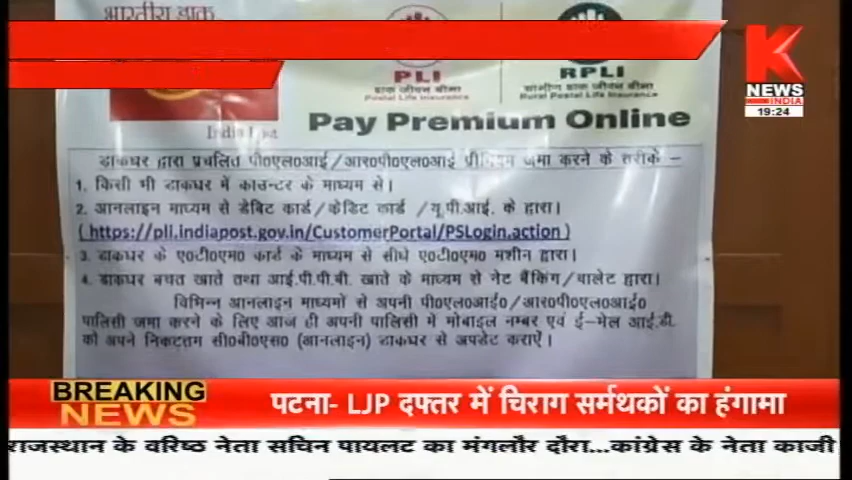 भारतीय डाक
India Post
PLI
डाक जीवन बीमा
Postal Life Insurance
RPLI
ग्रामीण डाक जीवन बीमा
Rural Postal Life Insurance
Pay Premium Online
डाकघर द्वारा प्रचलित पी०एल०आई/आर०पी०एल०आई प्रीमियम जमा करने के तरीके –
1. किसी भी डाकघर में काउन्टर के माध्यम से।
2. आनलाइन माध्यम से डेबिट कार्ड/केडिट कार्ड /यू.पी.आई. के द्वारा।
(https://pli.indiapost.gov.in/CustomerPortal/PSLogin.action)
3. डाकघर के ए०टी०एम० कार्ड के माध्यम से सीधे ए०टी०एम० मशीन द्वारा।
4. डाकघर बचत खाते तथा आई.पी.पी.बी. खाते के माध्यम से नेट बैंकिंग/वालेट द्वारा।
विभिन्न आनलाइन माध्यमों से अपनी पी०एल०आई०/आर०पी०एल०आई०
पालिसी जमा करने के लिए आज ही अपनी पालिसी में मोबाइल नम्बर एवं ई-मेल आई.डी.
को अपने निकटतम सी०बी०एस० (आनलाइन) डाकघर से अपडेट कराऐं।
K
NEWS
INDIA
19:24
BREAKING
NEWS
पटना- LJP दफ्तर में चिराग सर्मथकों का हंगामा
राजस्थान के वरिष्ठ नेता सचिन पायलट का मंगलौर दौरा...कांग्रेस के नेता काजी